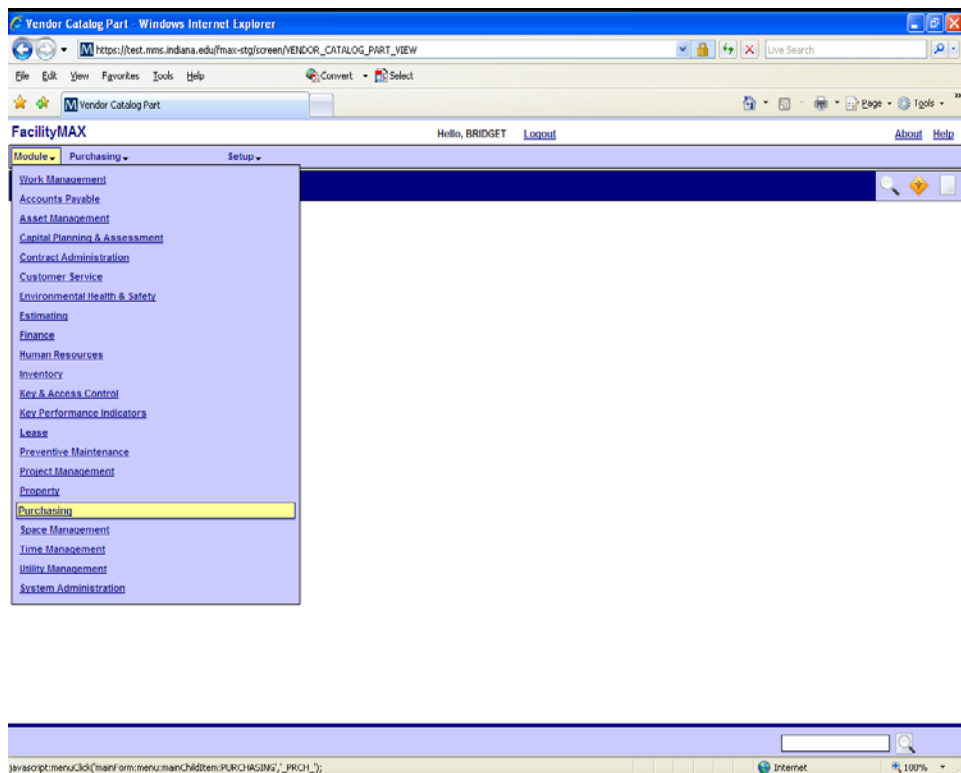 Vendor Catalog Part - Windows Internet Explorer
https://test.mms.indiana.edu/fmax-stg/screen/VENDOR_CATALOG_PART_VIEW
Live Search
File Edit View Favorites Tools Help Convert Select
Vendor Catalog Part Page Tools »
FacilityMAX Hello, BRIDGET Logout About Help
Module Purchasing Setup
Work Management
Accounts Payable
Asset Management
Capital Planning & Assessment
Contract Administration
Customer Service
Environmental Health & Safety
Estimating
Finance
Human Resources
Inventory
Key & Access Control
Key Performance Indicators
Lease
Preventive Maintenance
Project Management
Property
Purchasing
Space Management
Time Management
Utility Management
System Administration
javascript:menuClick('mainForm:menu:mainChildItem:PURCHASING','_PRCH_'); Internet 100%